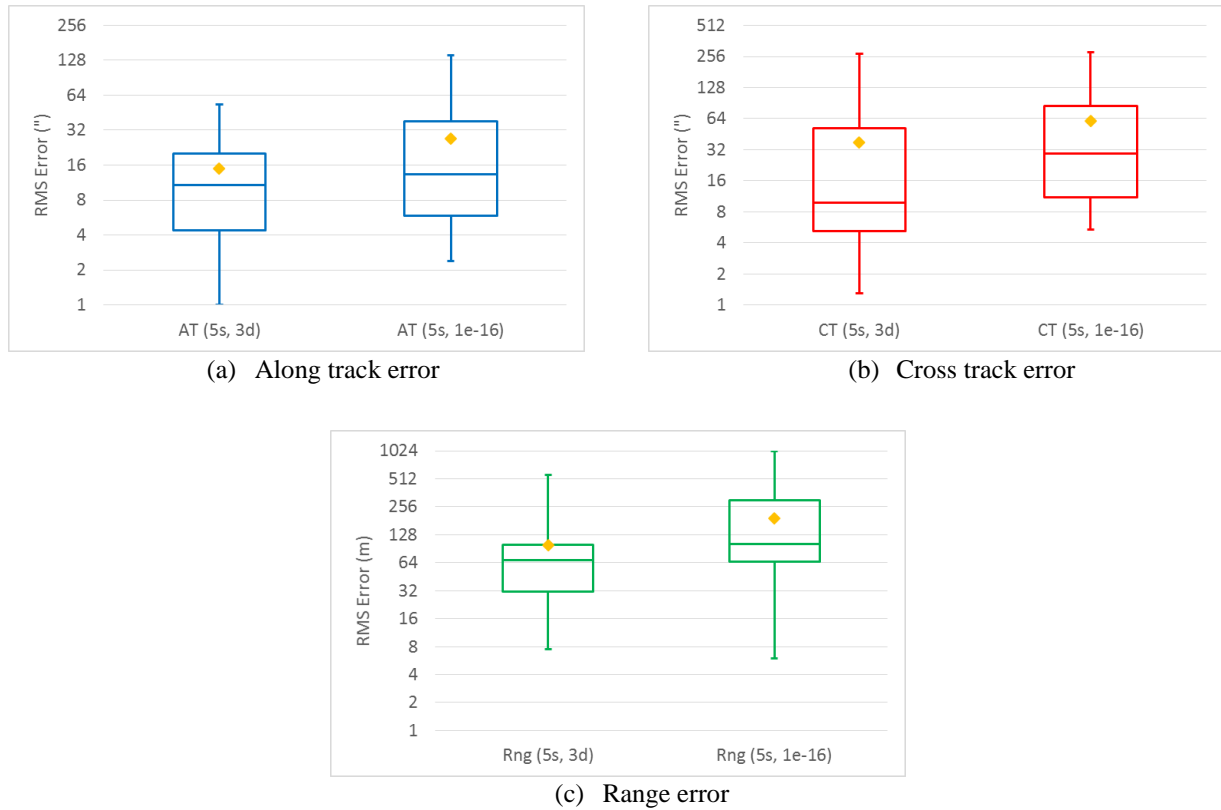 256
128
64
32
16
8
4
2
1
RMS Error (")
AT (5s, 3d)
AT (5s, 1e-16)
(a) Along track error
512
256
128
64
32
16
8
4
2
1
RMS Error (")
CT (5s, 3d)
CT (5s, 1e-16)
(b) Cross track error
1024
512
256
128
64
32
16
8
4
2
1
RMS Error (m)
Rng (5s, 3d)
Rng (5s, 1e-16)
(c) Range error